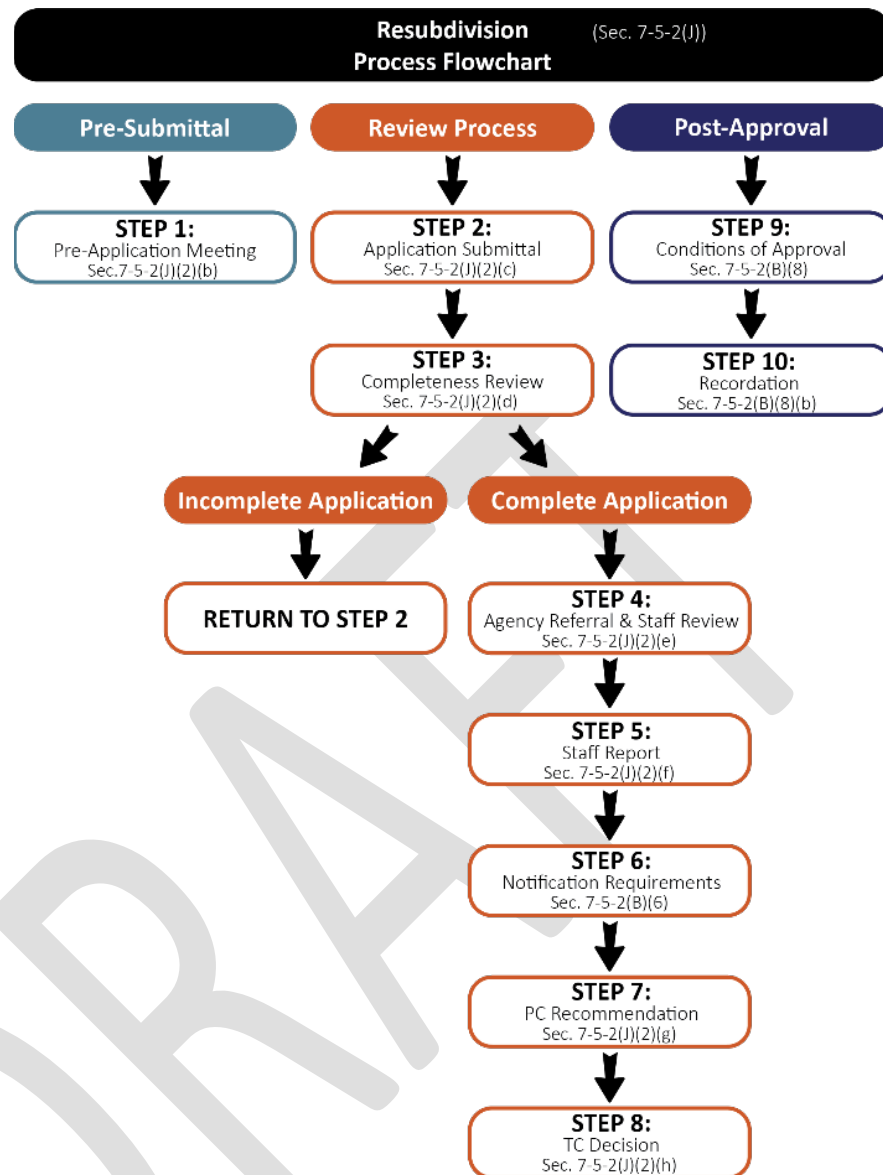 Resubdivision (Sec. 7-5-2(J))
Process Flowchart
Pre-Submittal
Review Process
Post-Approval
STEP 1:
Pre-Application Meeting
Sec.7-5-2(J)(2)(b)
STEP 2:
Application Submittal
Sec. 7-5-2(J)(2)(c)
STEP 9:
Conditions of Approval
Sec. 7-5-2(B)(8)
STEP 3:
Completeness Review
Sec. 7-5-2(J)(2)(d)
STEP 10:
Recordation
Sec. 7-5-2(B)(8)(b)
Incomplete Application
Complete Application
RETURN TO STEP 2
STEP 4:
Agency Referral & Staff Review
Sec. 7-5-2(J)(2)(e)
STEP 5:
Staff Report
Sec. 7-5-2(J)(2)(f)
STEP 6:
Notification Requirements
Sec. 7-5-2(B)(6)
STEP 7:
PC Recommendation
Sec. 7-5-2(J)(2)(g)
STEP 8:
TC Decision
Sec. 7-5-2(J)(2)(h)
DRAFT